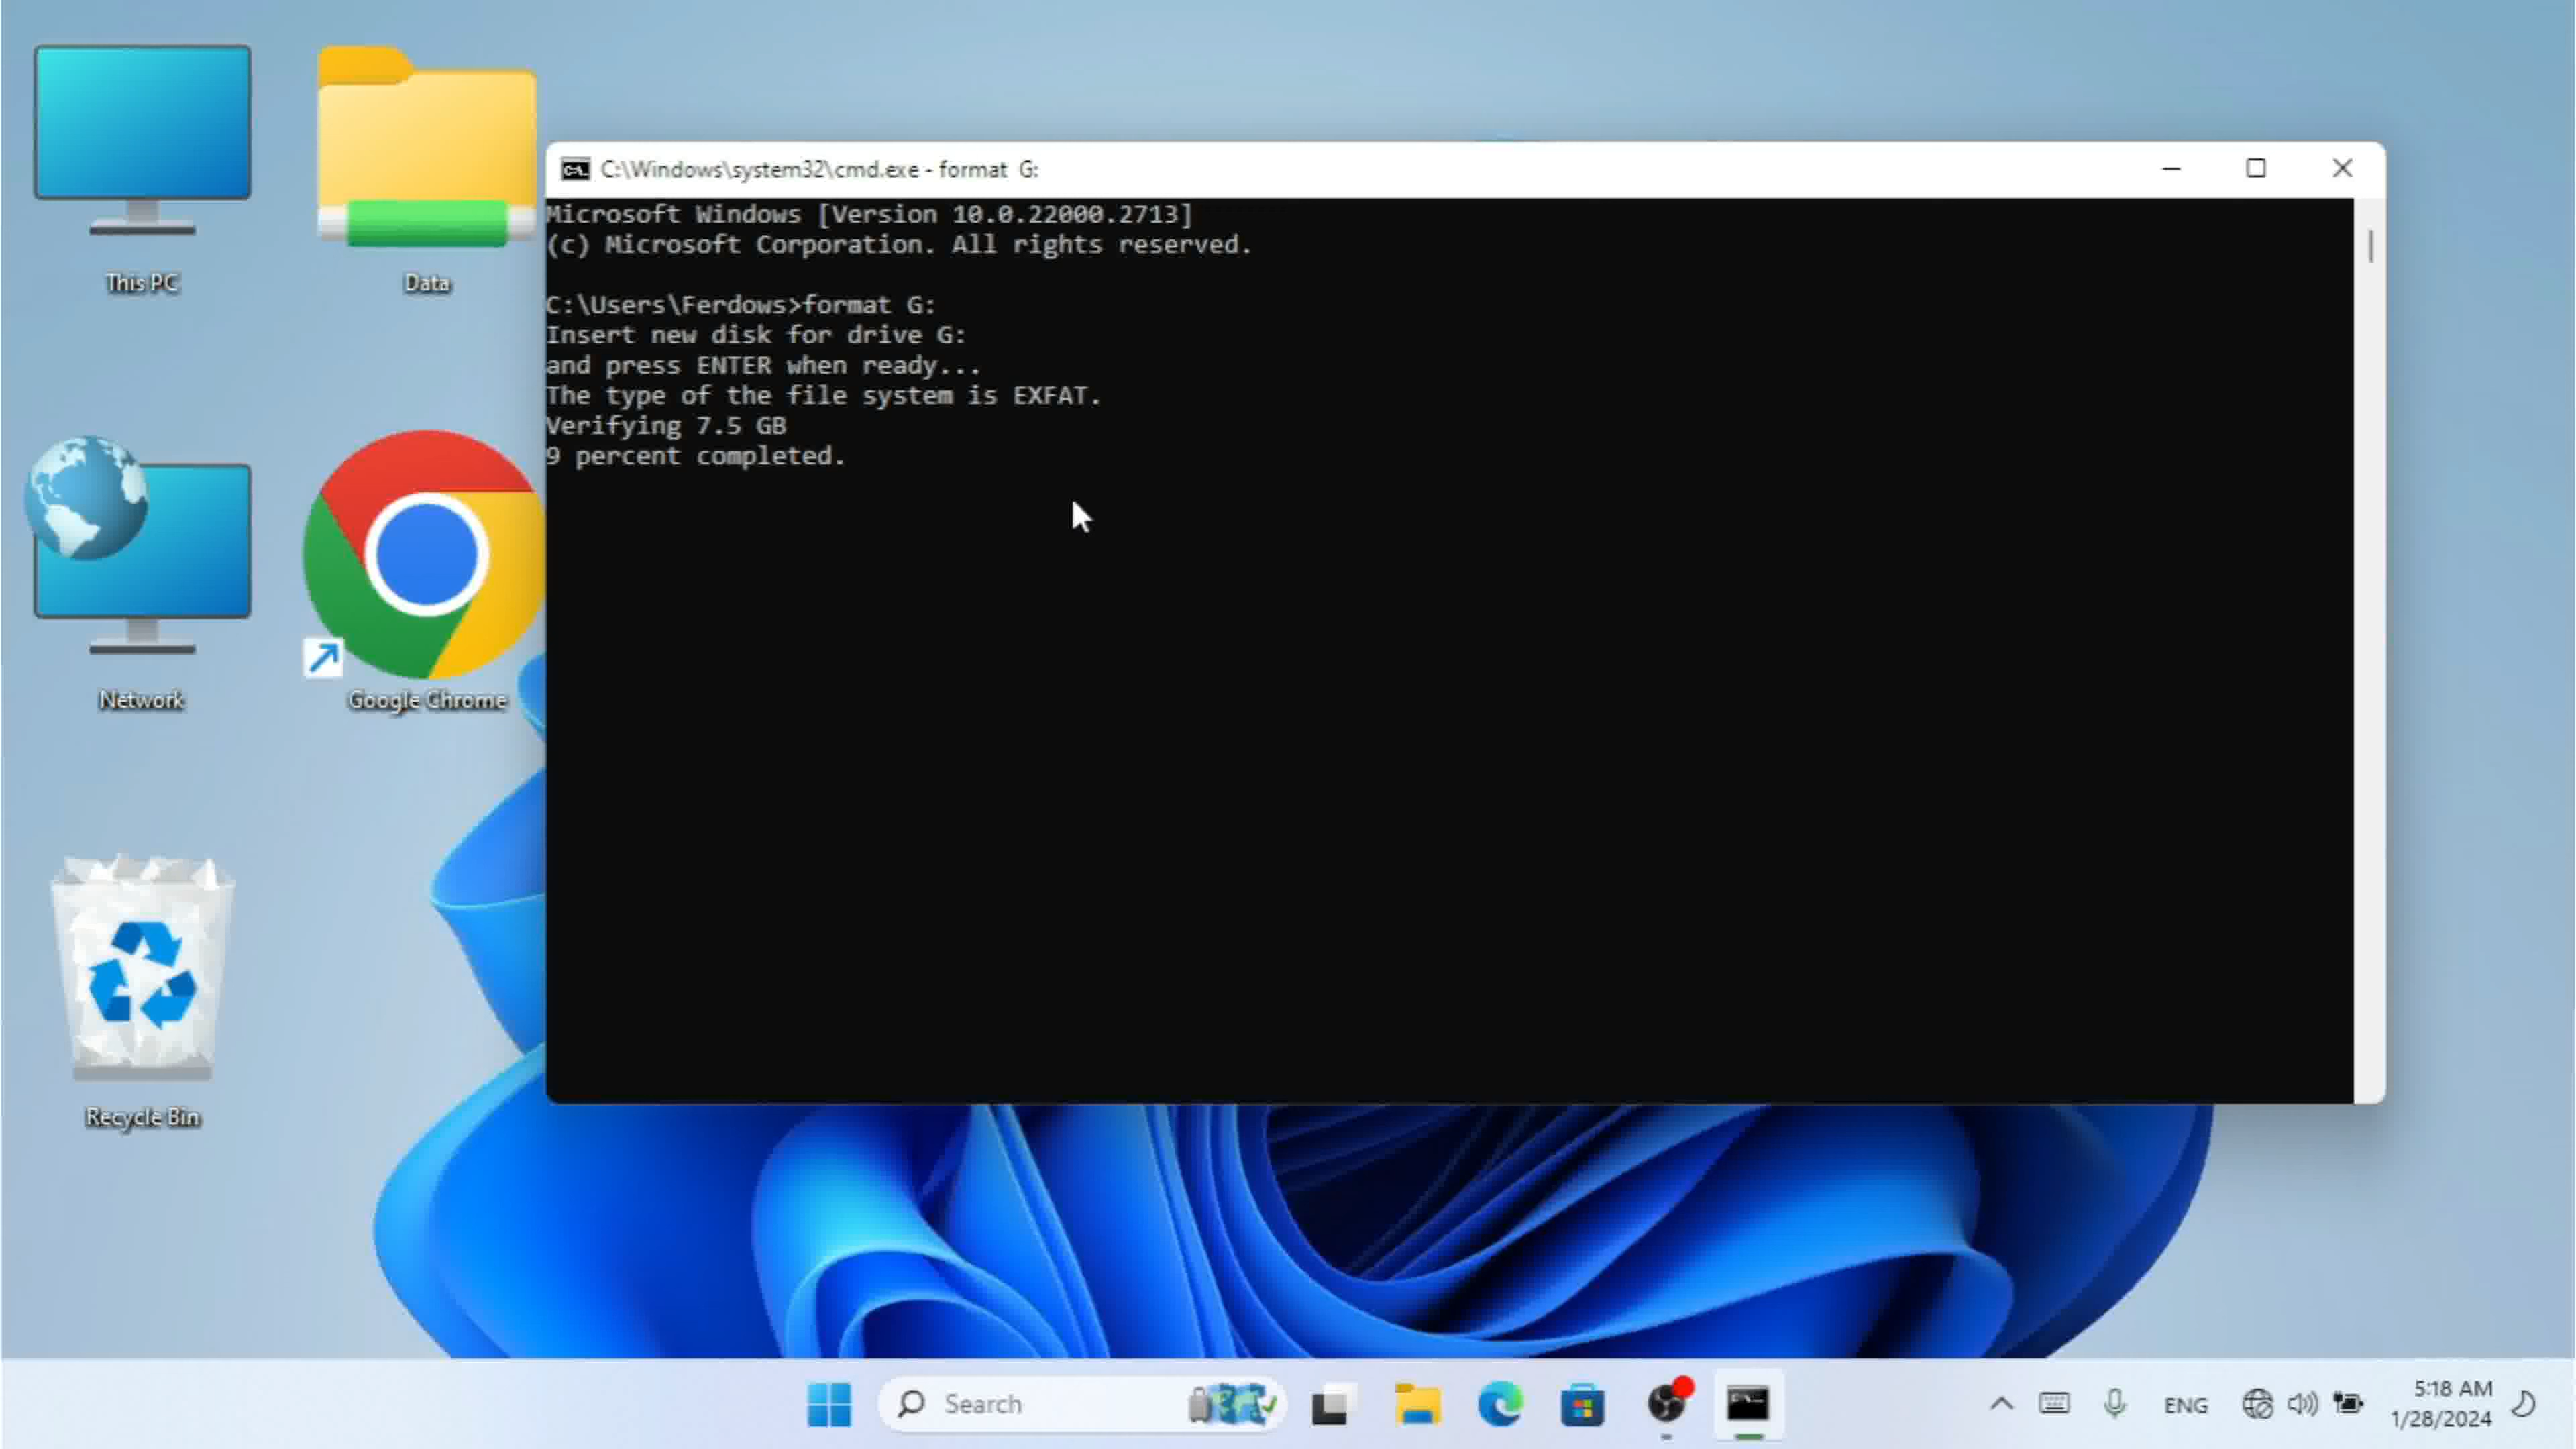 This PC
Data
Network
Google Chrome
Recycle Bin
C:\Windows\system32\cmd.exe - format  G:
Microsoft Windows [Version 10.0.22000.2713]
(c) Microsoft Corporation. All rights reserved.
C:\Users\Ferdows>format G:
Insert new disk for drive G:
and press ENTER when ready...
The type of the file system is EXFAT.
Verifying 7.5 GB
9 percent completed.
Search
ENG
5:18 AM
1/28/2024